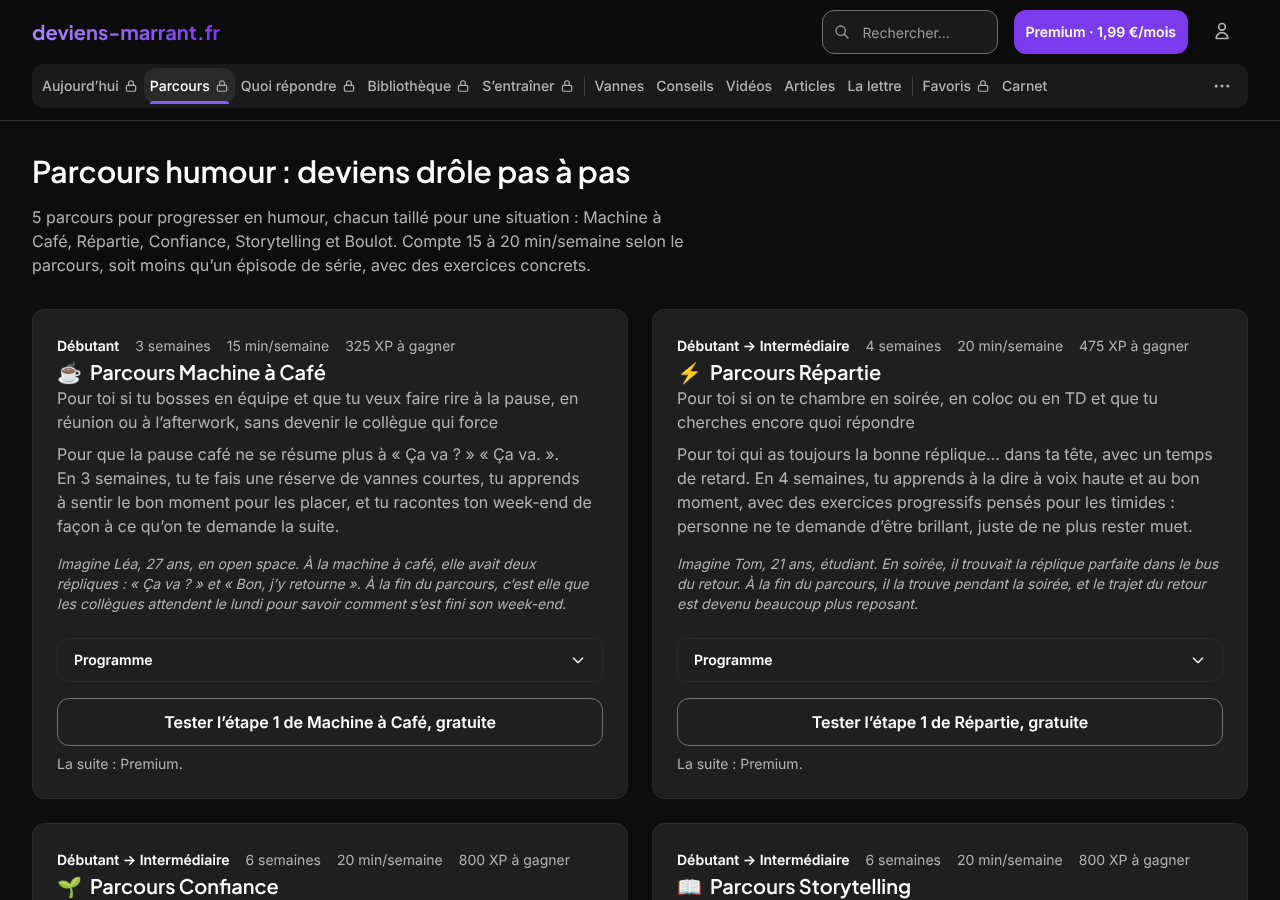 deviens-marrant.fr
Rechercher...
Premium · 1,99 €/mois
Aujourd’hui
Parcours
Quoi répondre
Bibliothèque
S’entraîner
Vannes
Conseils
Vidéos
Articles
La lettre
Favoris
Carnet
Parcours humour : deviens drôle pas à pas
5 parcours pour progresser en humour, chacun taillé pour une situation : Machine à
Café, Répartie, Confiance, Storytelling et Boulot. Compte 15 à 20 min/semaine selon le
parcours, soit moins qu’un épisode de série, avec des exercices concrets.
Débutant 3 semaines 15 min/semaine 325 XP à gagner
Parcours Machine à Café
Pour toi si tu bosses en équipe et que tu veux faire rire à la pause, en
réunion ou à l’afterwork, sans devenir le collègue qui force
Pour que la pause café ne se résume plus à « Ça va ? » « Ça va. ».
En 3 semaines, tu te fais une réserve de vannes courtes, tu apprends
à sentir le bon moment pour les placer, et tu racontes ton week-end de
façon à ce qu’on te demande la suite.
Imagine Léa, 27 ans, en open space. À la machine à café, elle avait deux
répliques : « Ça va ? » et « Bon, j’y retourne ». À la fin du parcours, c’est elle que
les collègues attendent le lundi pour savoir comment s’est fini son week-end.
Programme
Tester l’étape 1 de Machine à Café, gratuite
La suite : Premium.
Débutant → Intermédiaire 4 semaines 20 min/semaine 475 XP à gagner
Parcours Répartie
Pour toi si on te chambre en soirée, en coloc ou en TD et que tu
cherches encore quoi répondre
Pour toi qui as toujours la bonne réplique… dans ta tête, avec un temps
de retard. En 4 semaines, tu apprends à la dire à voix haute et au bon
moment, avec des exercices progressifs pensés pour les timides :
personne ne te demande d’être brillant, juste de ne plus rester muet.
Imagine Tom, 21 ans, étudiant. En soirée, il trouvait la réplique parfaite dans le bus
du retour. À la fin du parcours, il la trouve pendant la soirée, et le trajet du retour
est devenu beaucoup plus reposant.
Programme
Tester l’étape 1 de Répartie, gratuite
La suite : Premium.
Débutant → Intermédiaire 6 semaines 20 min/semaine 800 XP à gagner
Parcours Confiance
Débutant → Intermédiaire 6 semaines 20 min/semaine 800 XP à gagner
Parcours Storytelling